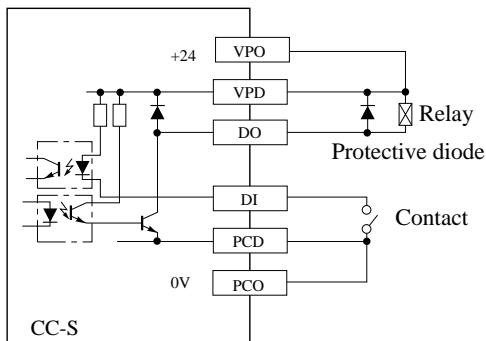 +24
VPO
VPD
DO
Relay
Protective diode
DI
Contact
PCD
0V
PCO
CC-S